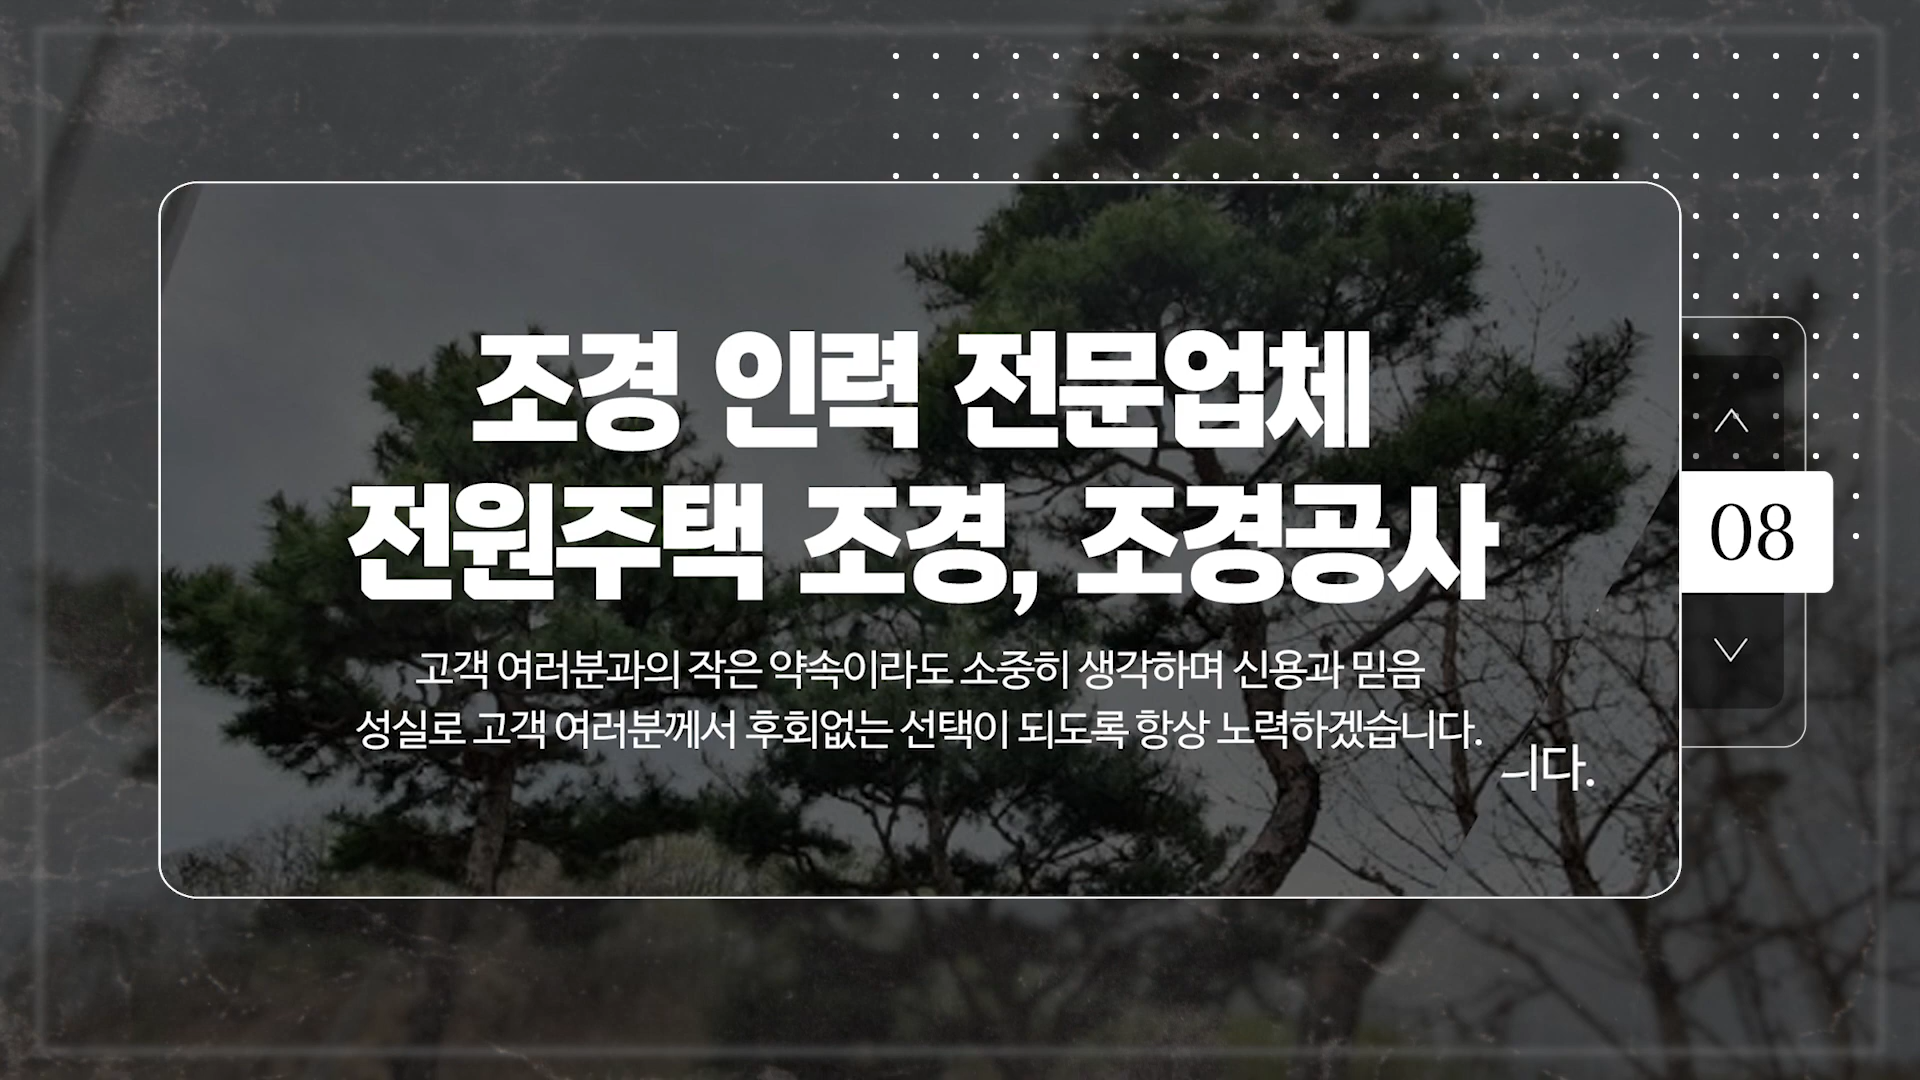 조경 인력 전문업체
전원주택 조경, 조경공사
08
고객 여러분과의 작은 약속이라도 소중히 생각하며 신용과 믿음
성실로 고객 여러분께서 후회없는 선택이 되도록 항상 노력하겠습니다.
니다.